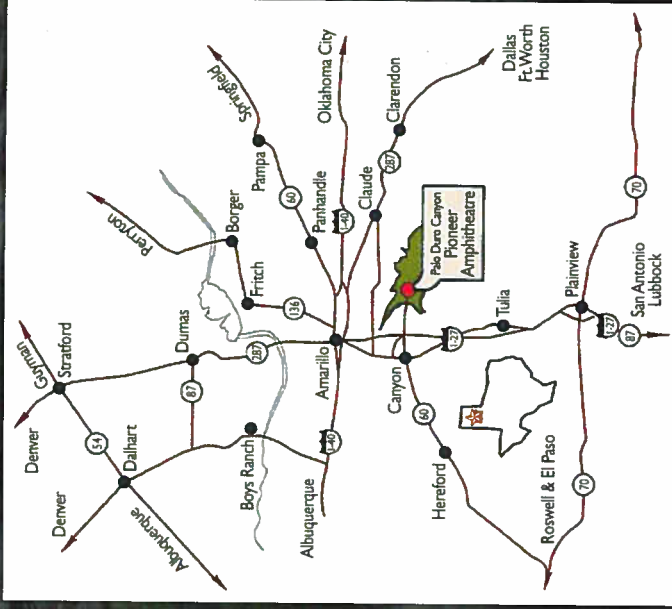 Denver
Guyman
Denver
Stratford
54
Dalhart
Albuquerque
Perryton
Dumas
87
Borger
Springfield
Boys Ranch
Fritch
287
Pampa
60
136
Albuquerque
Amarillo
Panhandle
Oklahoma City
I-40
I-40
Claude
287
Clarendon
Canyon
60
Palo Duro Canyon
Pioneer
Amphitheatre
Hereford
I-27
Tulia
Dallas
Ft. Worth
Houston
Roswell & El Paso
Plainview
70
I-27
70
87
San Antonio
Lubbock